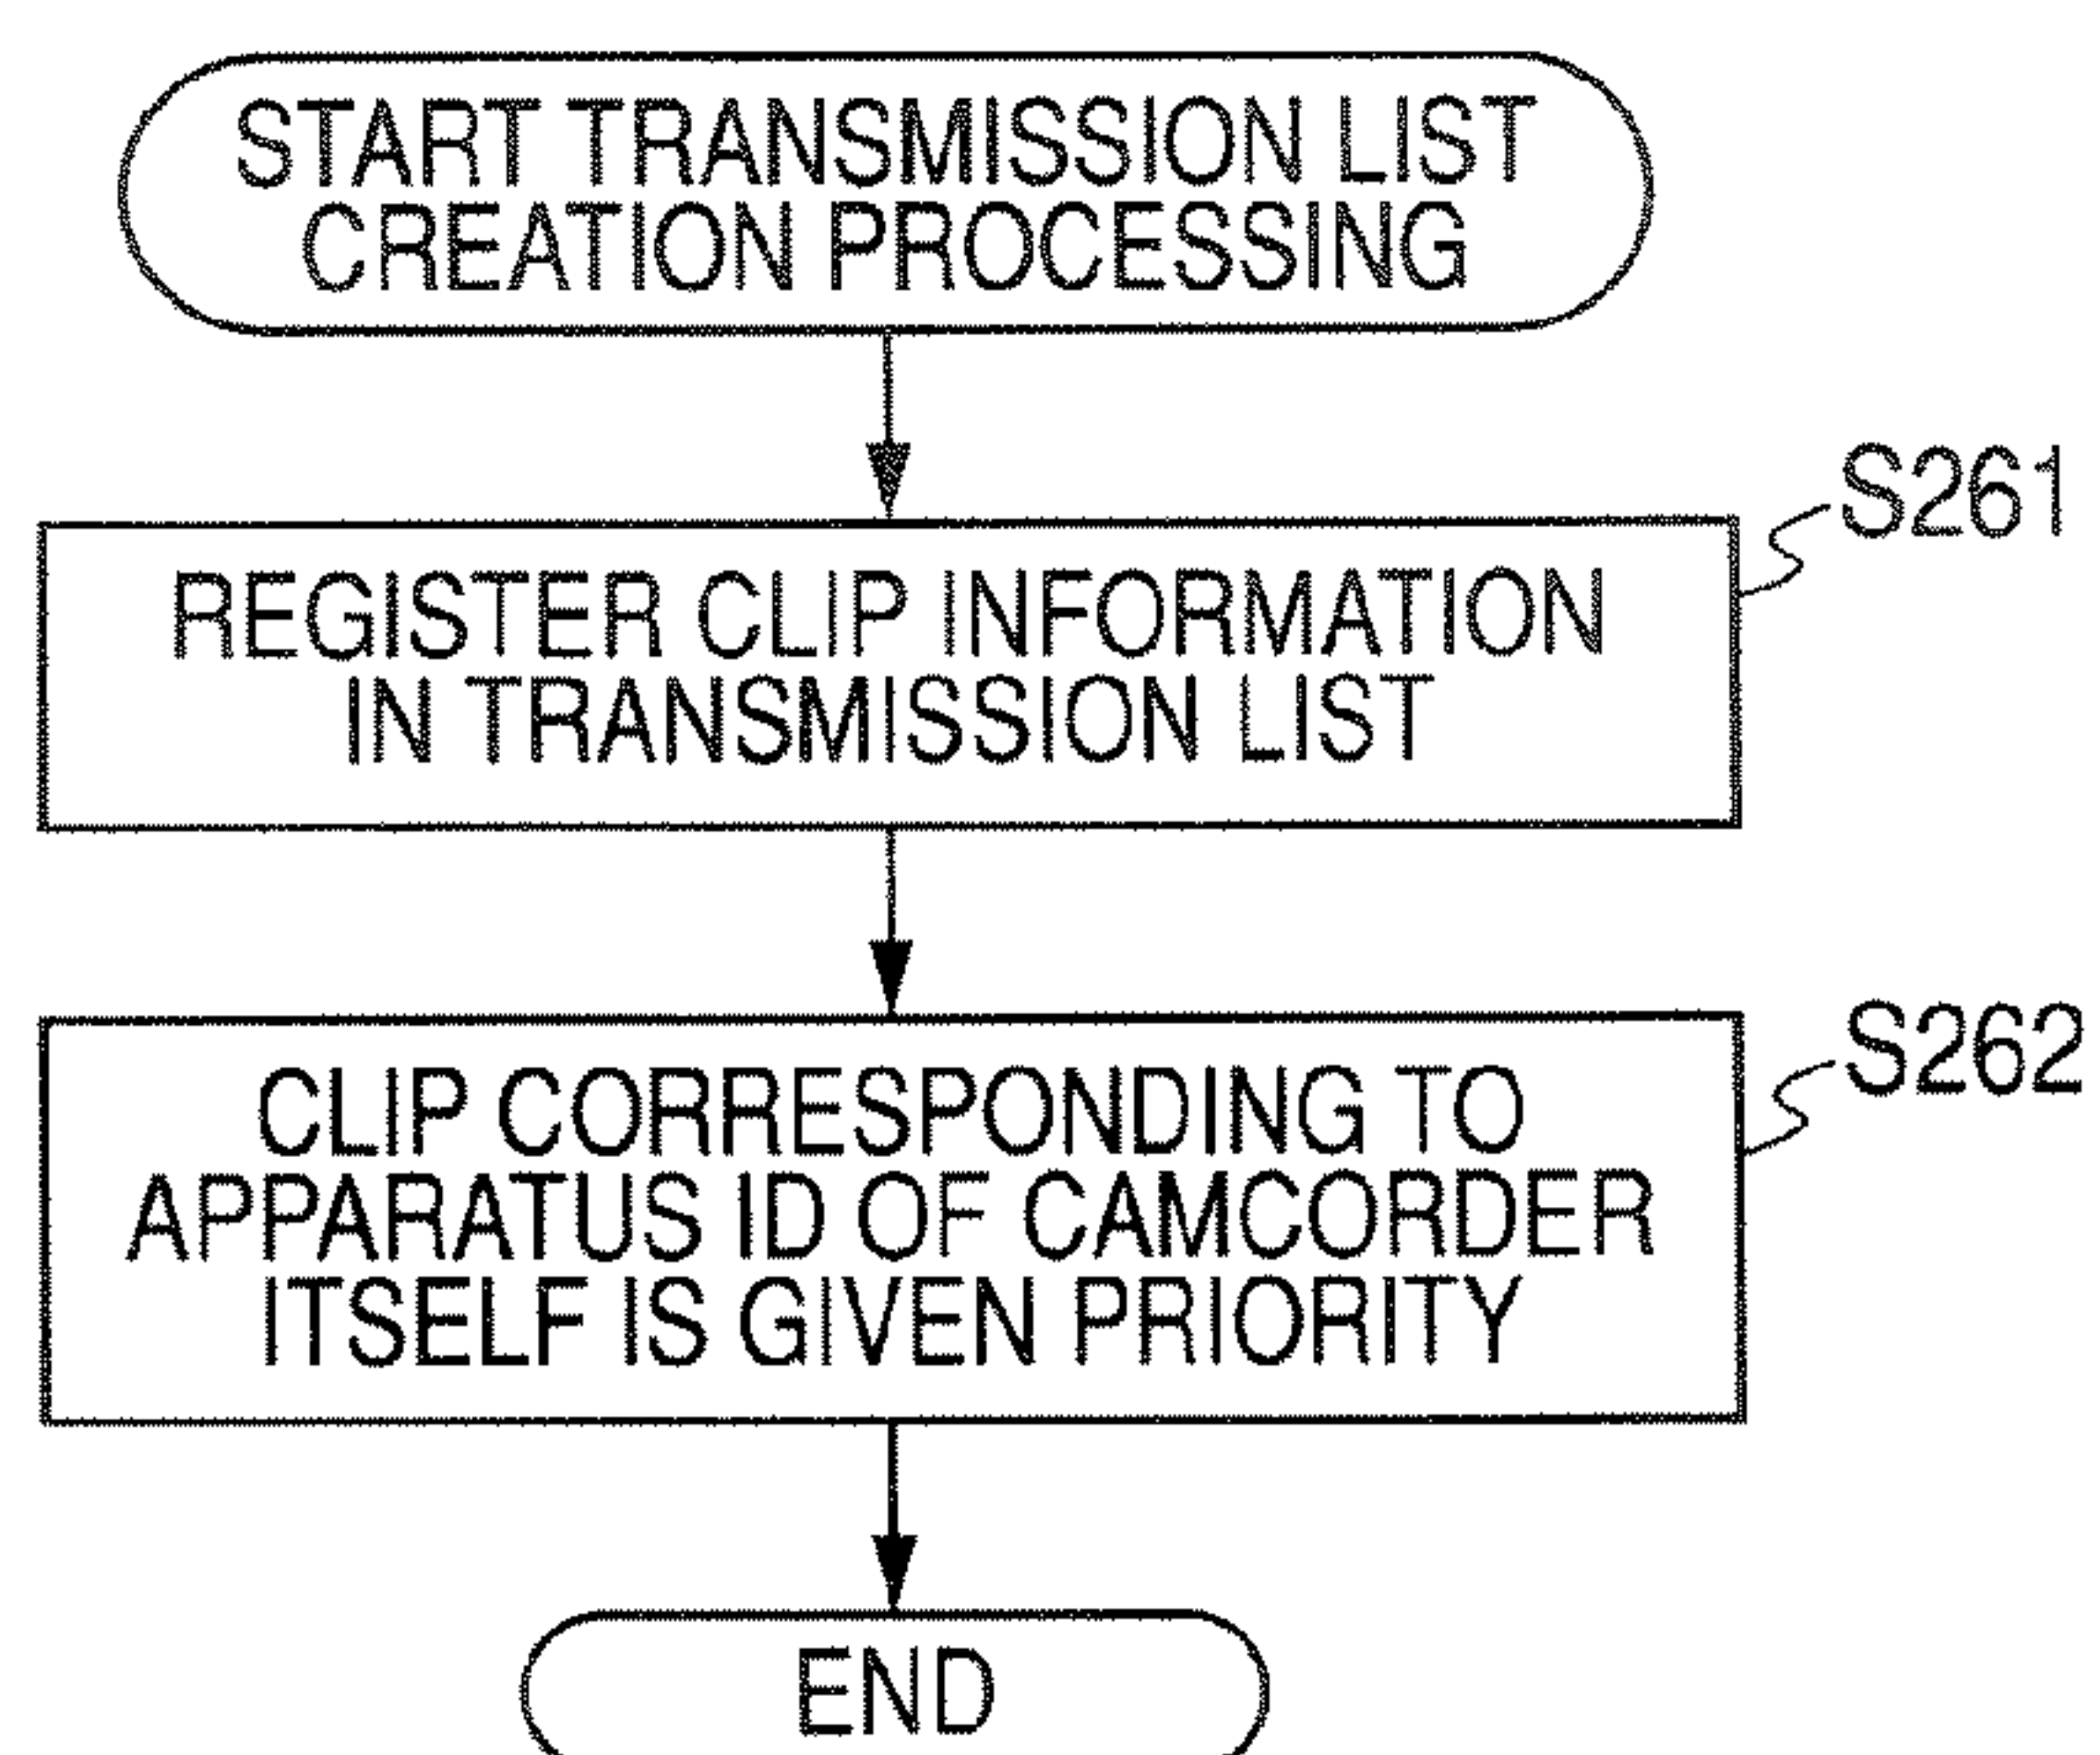 START TRANSMISSION LIST
CREATION PROCESSING
S261
REGISTER CLIP INFORMATION
IN TRANSMISSION LIST
S262
CLIP CORRESPONDING TO
APPARATUS ID OF CAMCORDER
ITSELF IS GIVEN PRIORITY
END